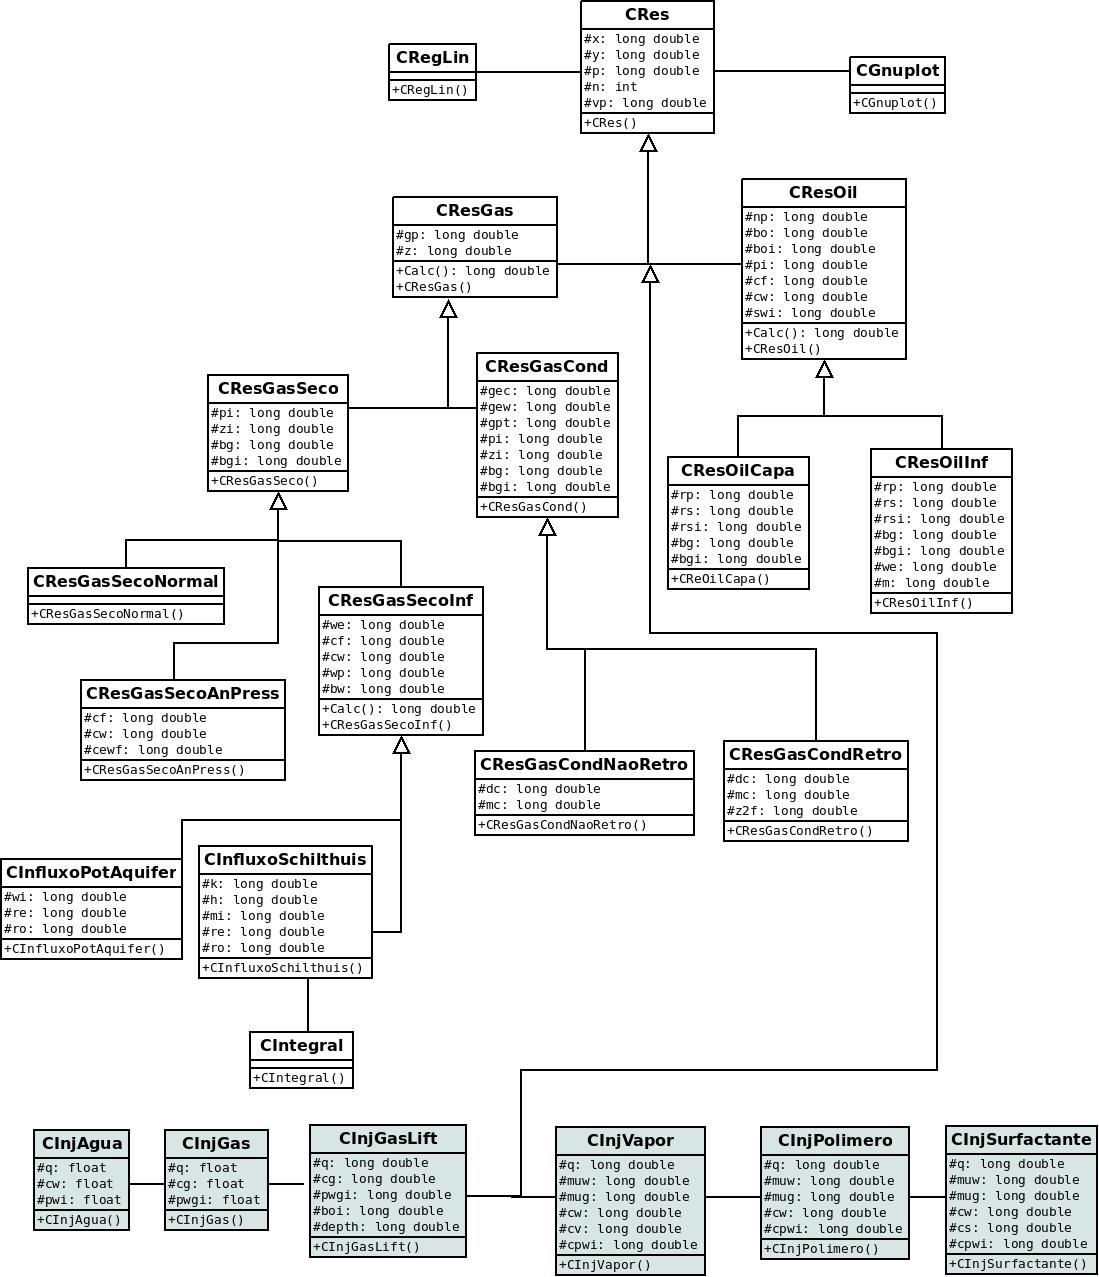 CRes
#x: long double
#y: long double
#p: long double
#n: int
#vp: long double
+CRes()
CRegLin
+CRegLin()
CGnuplot
+CGnuplot()
CResGas
#gp: long double
#z: long double
+Calc(): long double
+CResGas()
CResOil
#np: long double
#bo: long double
#boi: long double
#pi: long double
#cf: long double
#cw: long double
#swi: long double
+Calc(): long double
+CResOil()
CResGasSeco
#pi: long double
#zi: long double
#bg: long double
#bgi: long double
+CResGasSeco()
CResGasCond
#gec: long double
#gew: long double
#gpt: long double
#pi: long double
#zi: long double
#bg: long double
#bgi: long double
+CResGasCond()
CResOilCapa
#rp: long double
#rs: long double
#rsi: long double
#bg: long double
#bgi: long double
+CReOilCapa()
CResOilInf
#rp: long double
#rs: long double
#rsi: long double
#bg: long double
#bgi: long double
#we: long double
#m: long double
+CResOilInf()
CResGasSecoNormal
+CResGasSecoNormal()
CResGasSecoInf
#we: long double
#cf: long double
#cw: long double
#wp: long double
#bw: long double
+Calc(): long double
+CResGasSecoInf()
CResGasSecoAnPress
#cf: long double
#cw: long double
#cewf: long double
+CResGasSecoAnPress()
CResGasCondNaoRetro
#dc: long double
#mc: long double
+CResGasCondNaoRetro()
CResGasCondRetro
#dc: long double
#mc: long double
#z2f: long double
+CResGasCondRetro()
CInfluxoPotAquifer
#wi: long double
#re: long double
#ro: long double
+CInfluxoPotAquifer()
CInfluxoSchilthuis
#k: long double
#h: long double
#mi: long double
#re: long double
#ro: long double
+CInfluxoSchilthuis()
CIntegral
+CIntegral()
CInjAgua
#q: float
#cw: float
#pwi: float
+CInjAgua()
CInjGas
#q: float
#cg: float
#pwgi: float
+CInjGas()
CInjGasLift
#q: long double
#cg: long double
#pwgi: long double
#boi: long double
#depth: long double
+CInjGasLift()
CInjVapor
#q: long double
#muw: long double
#mug: long double
#cw: long double
#cv: long double
#cpwi: long double
+CInjVapor()
CInjPolimero
#q: long double
#muw: long double
#mug: long double
#cw: long double
#cpwi: long double
+CInjPolimero()
CInjSurfactante
#q: long double
#muw: long double
#mug: long double
#cw: long double
#cs: long double
#cpwi: long double
+CInjSurfactante()